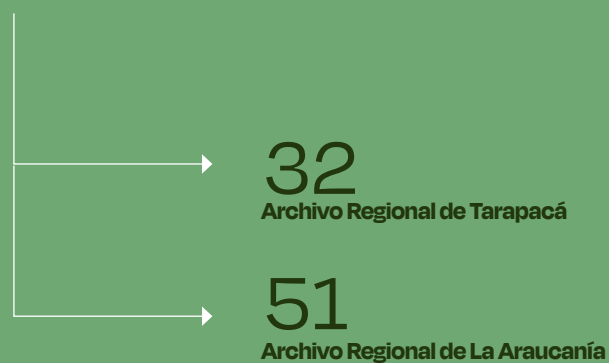 32
Archivo Regional de Tarapacá
51
Archivo Regional de La Araucanía